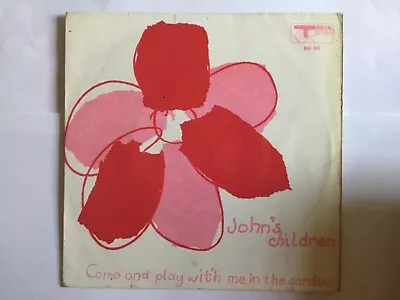 John's
children
Come and play with me in the garden